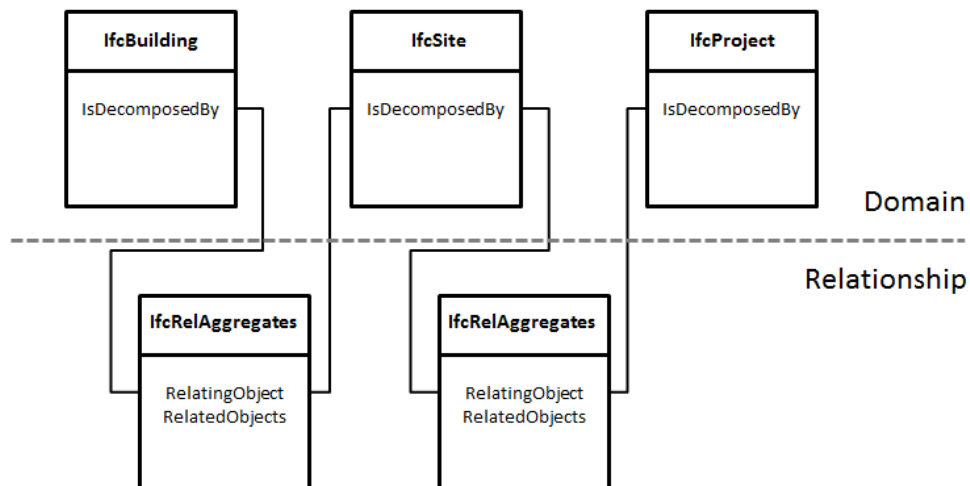 IfcBuilding
IfcSite
IfcProject
IsDecomposedBy
IsDecomposedBy
IsDecomposedBy
Domain
Relationship
IfcRelAggregates
IfcRelAggregates
RelatingObject
RelatedObjects
RelatingObject
RelatedObjects